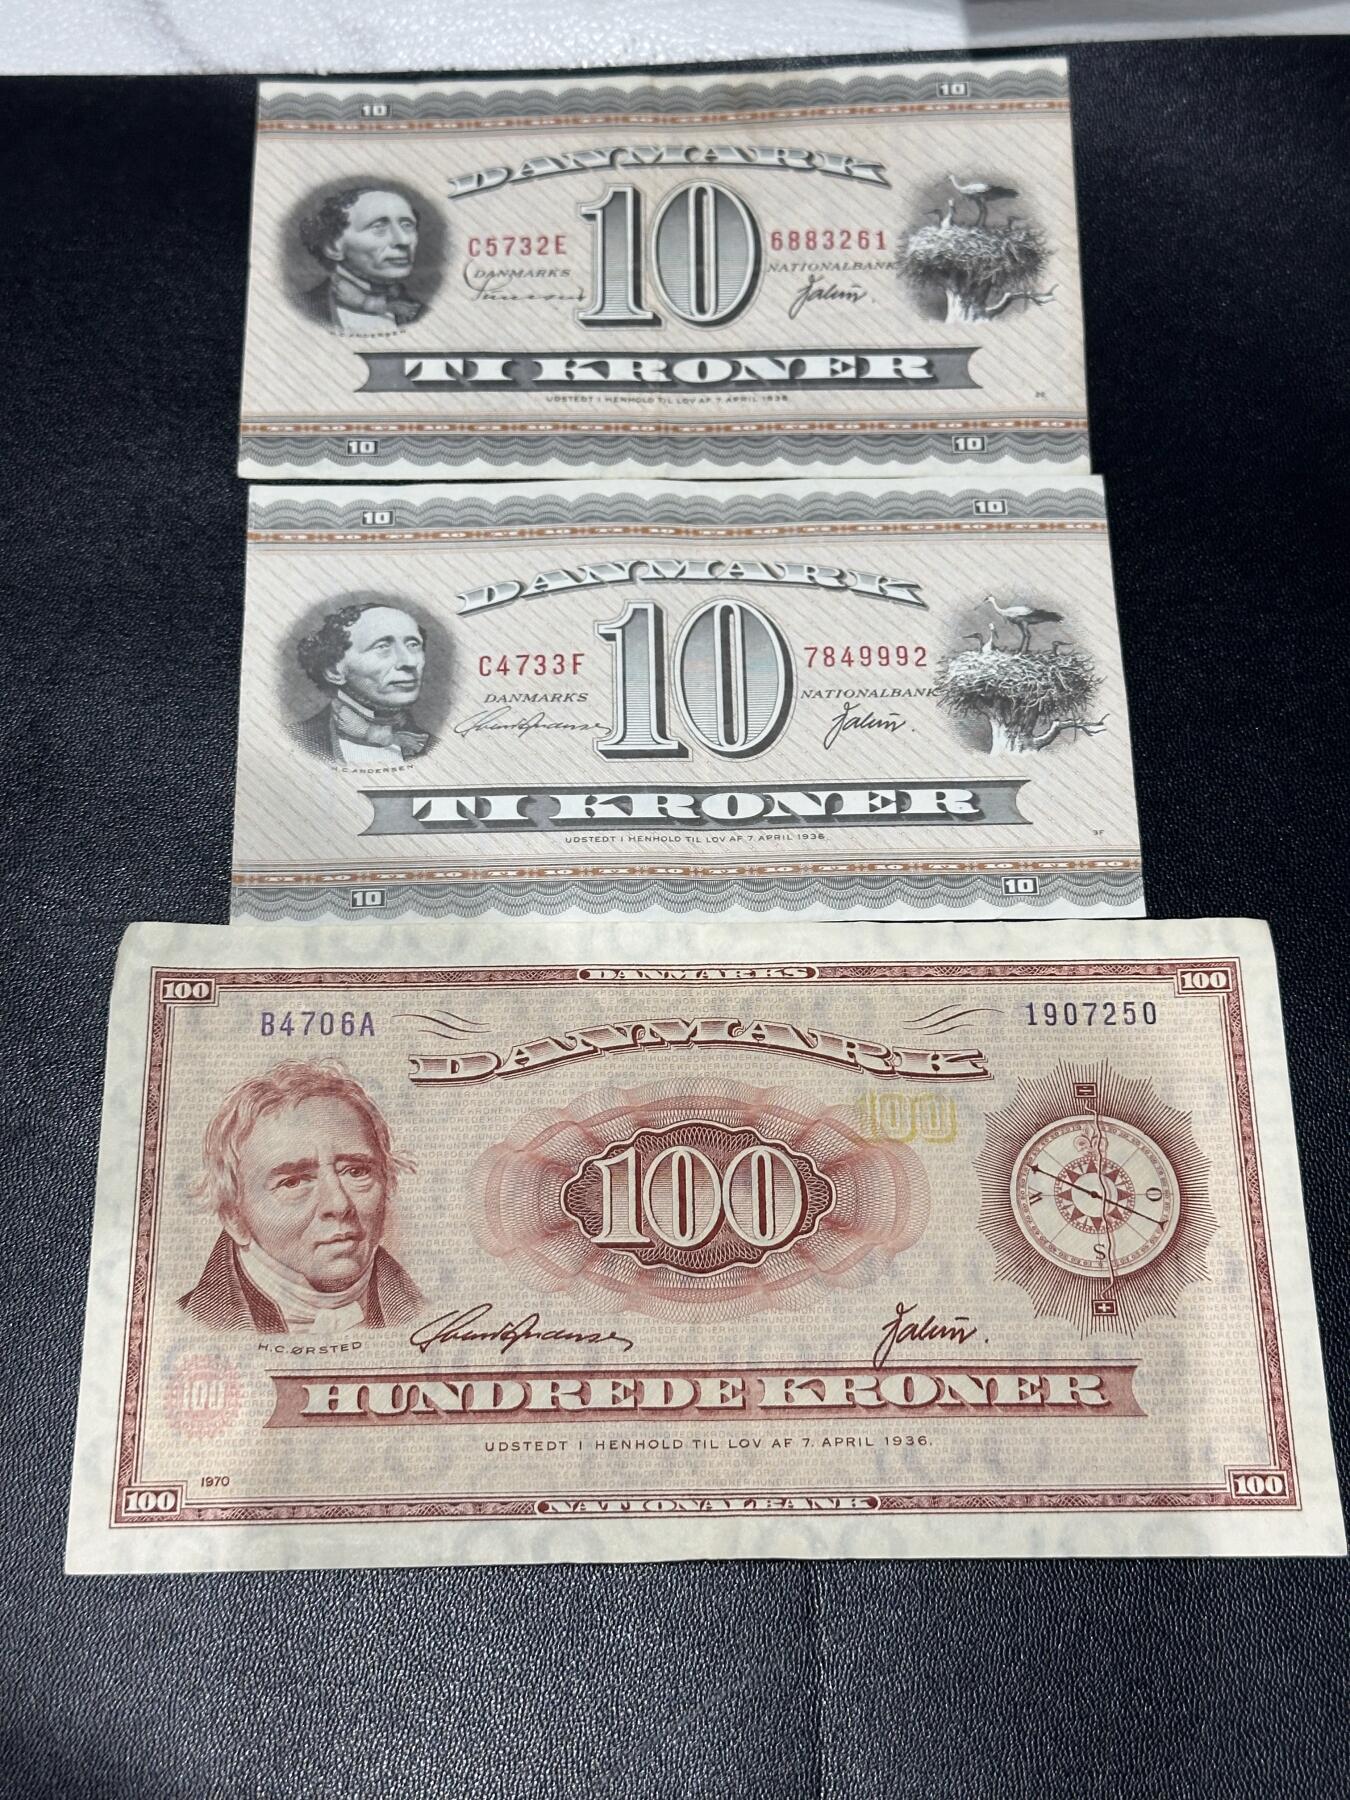 10 10
DANMARK
10
C5732E 6883261
DANMARKS NATIONALBANK
H.C. ANDERSEN
TI KRONER
UDSTEDT I HENHOLD TIL LOV AF 7. APRIL 1936
10 10
10 10
DANMARK
10
C4733F 7849992
DANMARKS NATIONALBANK
H.C. ANDERSEN
TI KRONER
UDSTEDT I HENHOLD TIL LOV AF 7. APRIL 1936.
3F
10 10
DANMARKS
100 100
B4706A 1907250
DANMARK
100
100
W O
S
H.C. ØRSTED
HUNDREDE KRONER
100
UDSTEDT I HENHOLD TIL LOV AF 7. APRIL 1936.
1970
100 100
NATIONALBANK